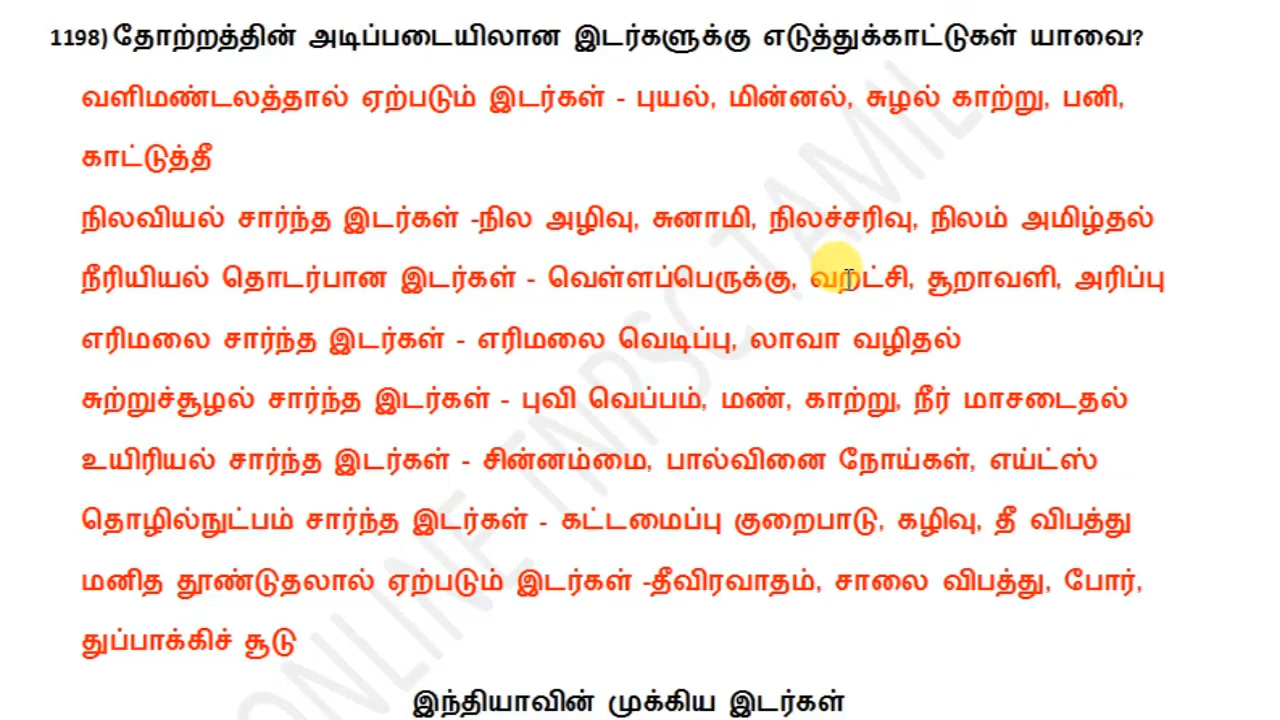 1198) தோற்றத்தின் அடிப்படையிலான இடர்களுக்கு எடுத்துக்காட்டுகள் யாவை?
வளிமண்டலத்தால் ஏற்படும் இடர்கள் - புயல், மின்னல், சுழல் காற்று, பனி,
காட்டுத்தீ
நிலவியல் சார்ந்த இடர்கள் -நில அழிவு, சுனாமி, நிலச்சரிவு, நிலம் அமிழ்தல்
நீரியியல் தொடர்பான இடர்கள் - வெள்ளப்பெருக்கு, வறட்சி, சூறாவளி, அரிப்பு
எரிமலை சார்ந்த இடர்கள் - எரிமலை வெடிப்பு, லாவா வழிதல்
சுற்றுச்சூழல் சார்ந்த இடர்கள் - புவி வெப்பம், மண், காற்று, நீர் மாசடைதல்
உயிரியல் சார்ந்த இடர்கள் - சின்னம்மை, பால்வினை நோய்கள், எய்ட்ஸ்
தொழில்நுட்பம் சார்ந்த இடர்கள் - கட்டமைப்பு குறைபாடு, கழிவு, தீ விபத்து
மனித தூண்டுதலால் ஏற்படும் இடர்கள் -தீவிரவாதம், சாலை விபத்து, போர்,
துப்பாக்கிச் சூடு
இந்தியாவின் முக்கிய இடர்கள்
ONLINE TNPSC TAMIL